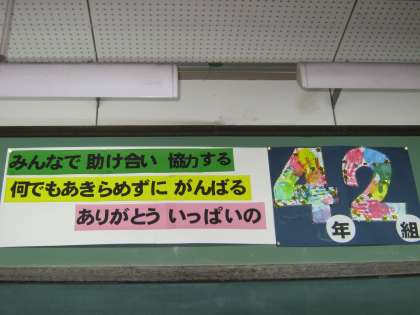 みんなで 助け合い 協力する
何でもあきらめずに がんばる
ありがとう いっぱいの
4年2組